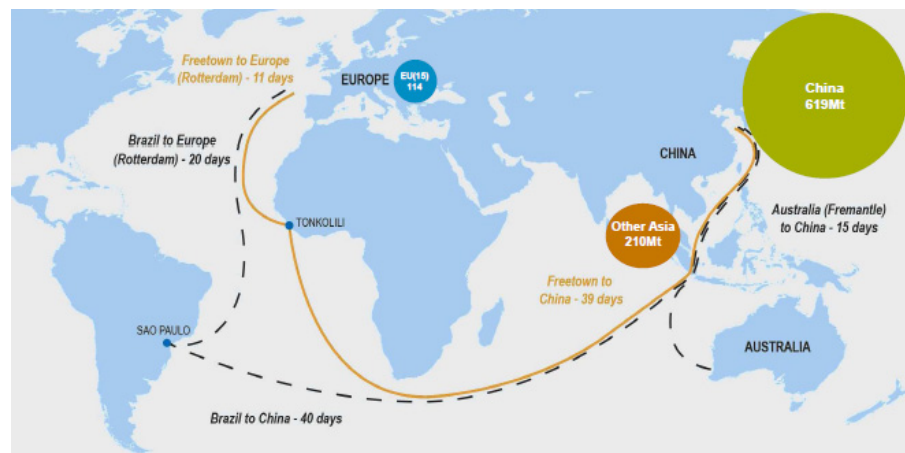 Freetown to Europe
(Rotterdam) - 11 days
EUROPE
EU(15)
114
China
619Mt
Brazil to Europe
(Rotterdam) - 20 days
CHINA
TONKOLILI
Other Asia
210Mt
Australia (Fremantle)
to China - 15 days
Freetown to
China - 39 days
SAO PAULO
AUSTRALIA
Brazil to China - 40 days